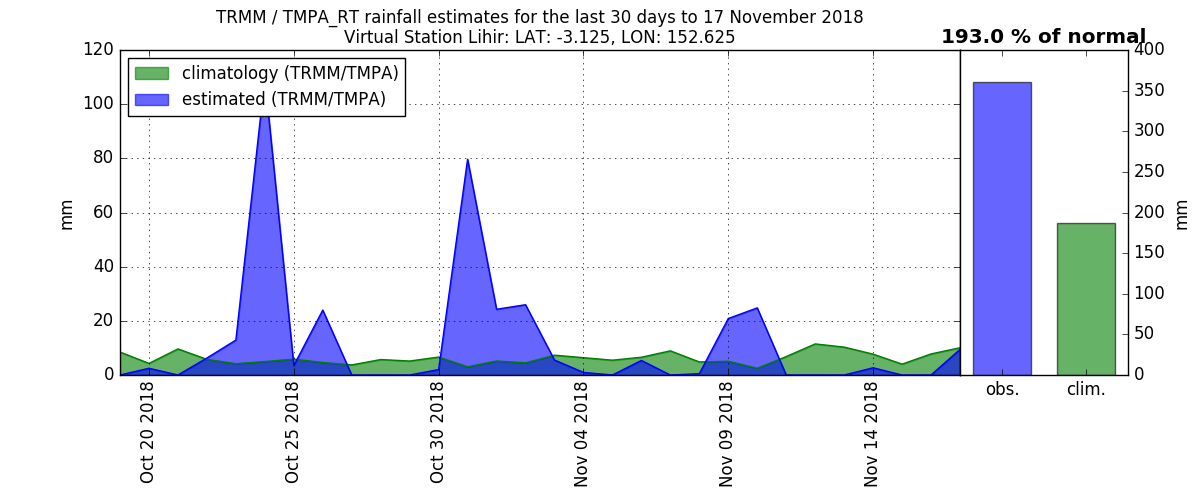 TRMM / TMPA_RT rainfall estimates for the last 30 days to 17 November 2018
Virtual Station Lihir: LAT: -3.125, LON: 152.625
193.0 % of normal
climatology (TRMM/TMPA)
estimated (TRMM/TMPA)
120
100
80
60
40
20
0
mm
Oct 20 2018
Oct 25 2018
Oct 30 2018
Nov 04 2018
Nov 09 2018
Nov 14 2018
400
350
300
250
200
150
100
50
0
mm
obs.
clim.